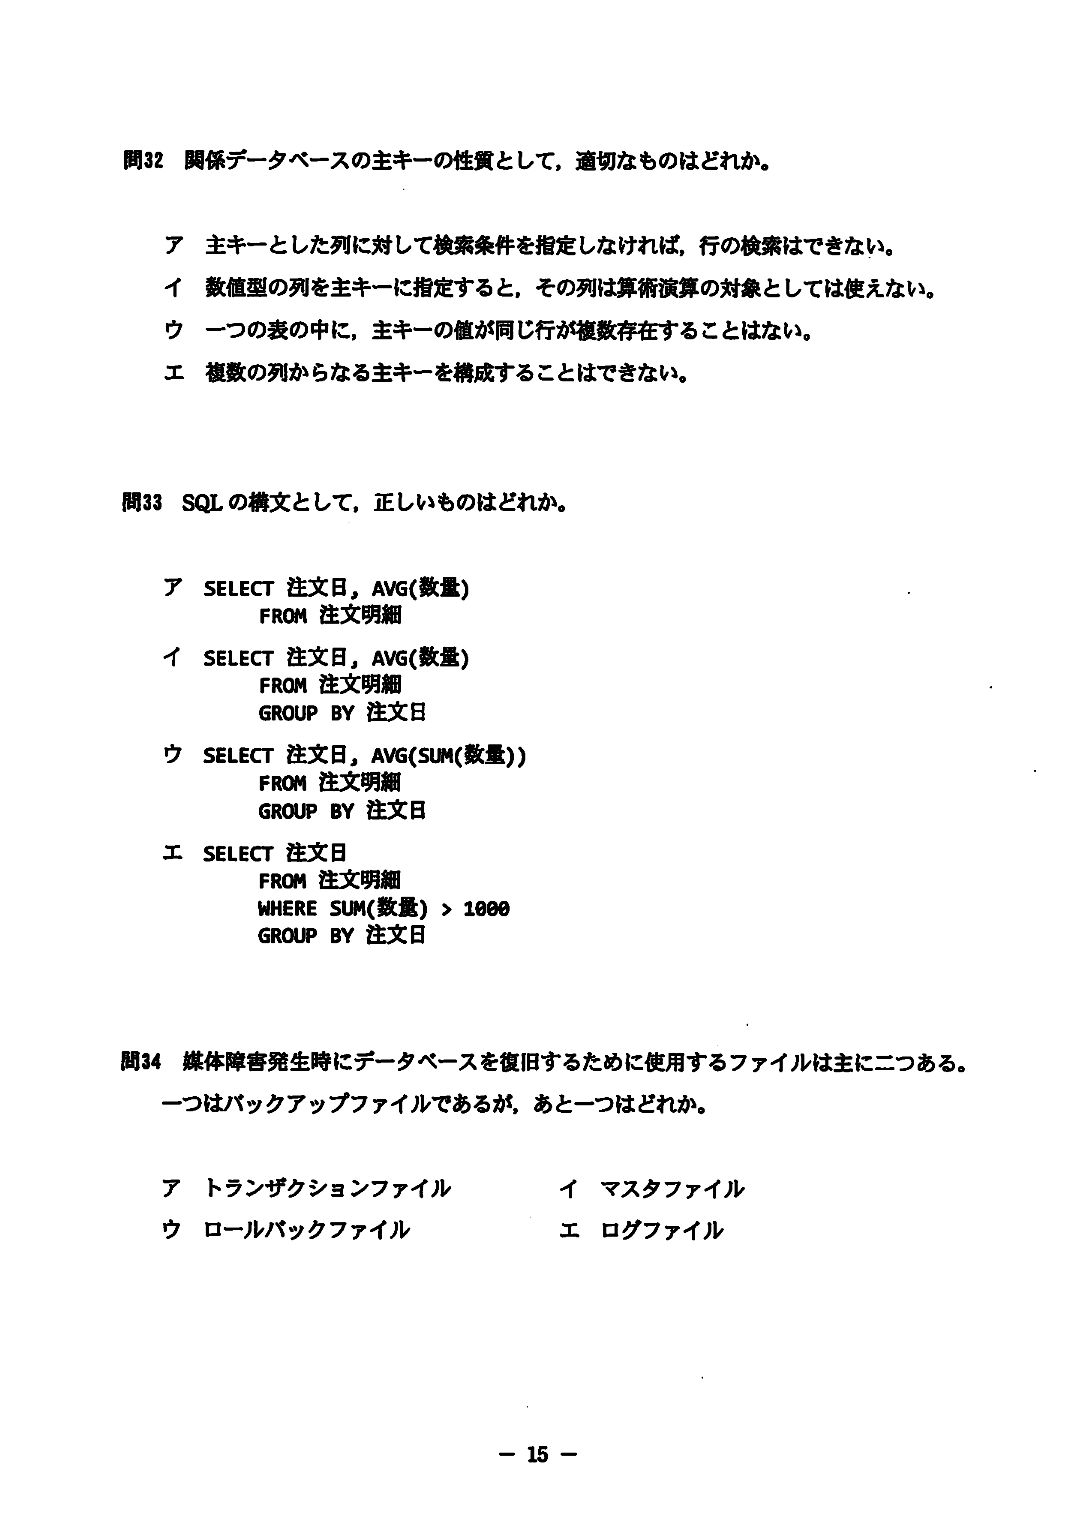 問32 関係データベースの主キーの性質として，適切なものはどれか。
ア 主キーとした列に対して検索条件を指定しなければ，行の検索はできない。
イ 数値型の列を主キーに指定すると，その列は算術演算の対象としては使えない。
ウ 一つの表の中に，主キーの値が同じ行が複数存在することはない。
エ 複数の列からなる主キーを構成することはできない。
問33 SQLの構文として，正しいものはどれか。
ア SELECT 注文日, AVG(数量)
FROM 注文明細
イ SELECT 注文日, AVG(数量)
FROM 注文明細
GROUP BY 注文日
ウ SELECT 注文日, AVG(SUM(数量))
FROM 注文明細
GROUP BY 注文日
エ SELECT 注文日
FROM 注文明細
WHERE SUM(数量) > 1000
GROUP BY 注文日
問34 媒体障害発生時にデータベースを復旧するために使用するファイルは主に二つある。
一つはバックアップファイルであるが，あと一つはどれか。
ア トランザクションファイル イ マスタファイル
ウ ロールバックファイル エ ログファイル
－ 15 －